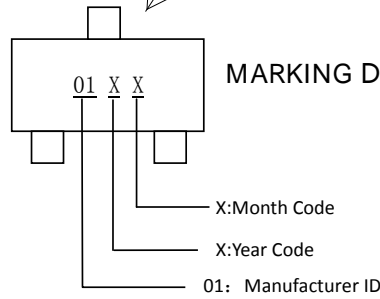 MARKING D
01 X X
X:Month Code
X:Year Code
01: Manufacturer ID